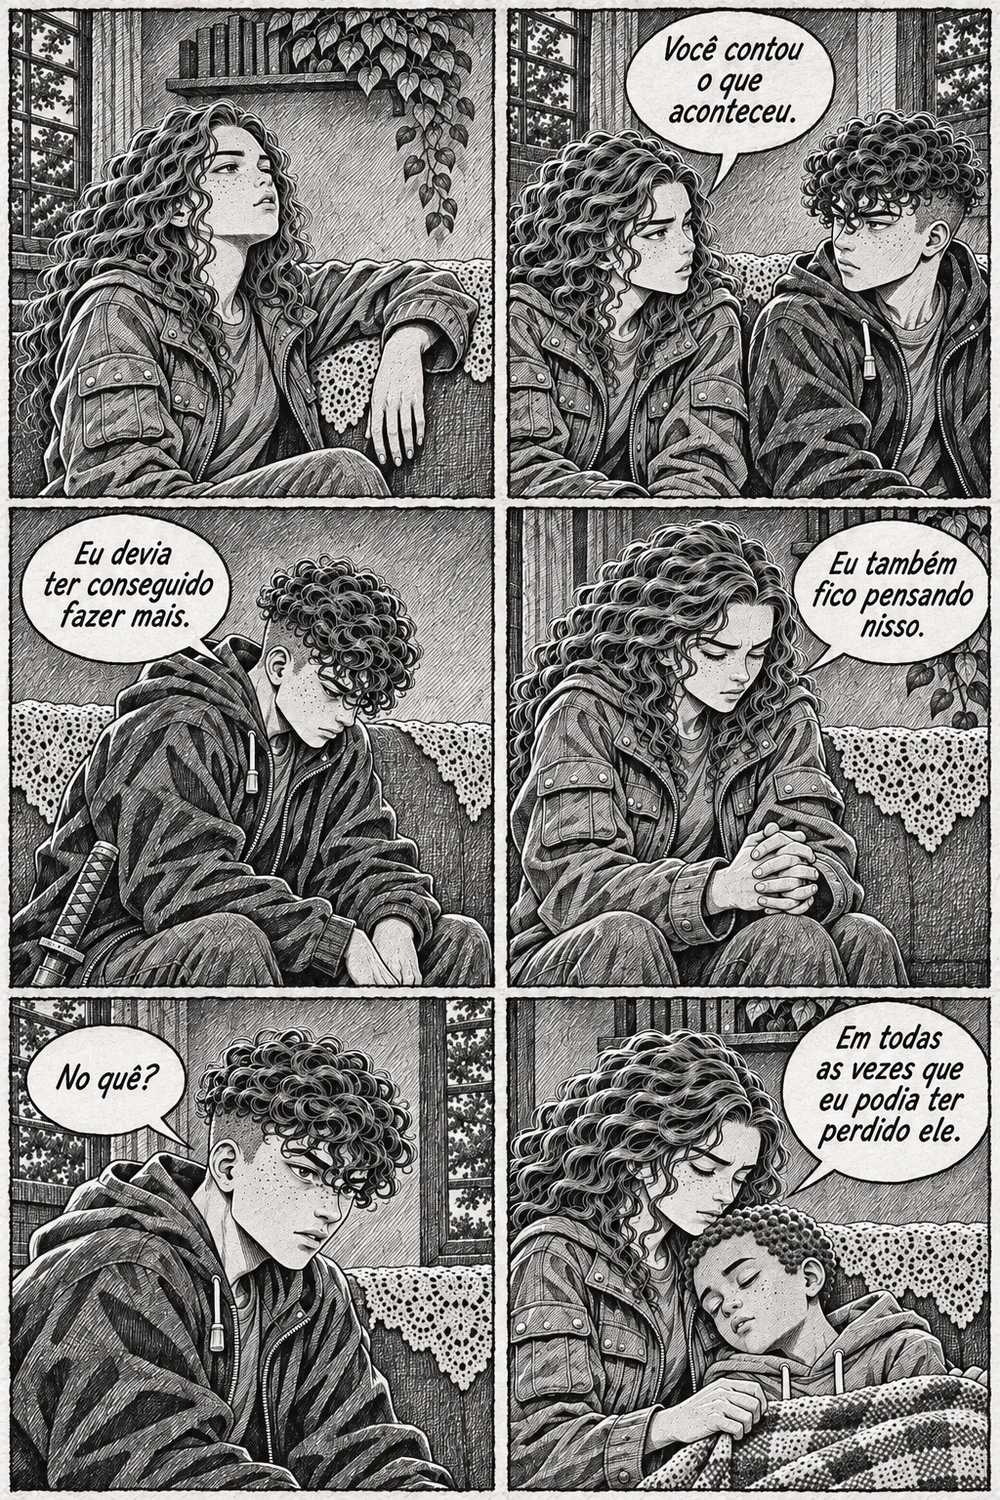 Você contou
o que
aconteceu.
Eu devia
ter conseguido
fazer mais.
Eu também
fico pensando
nisso.
No quê?
Em todas
as vezes que
eu podia ter
perdido ele.